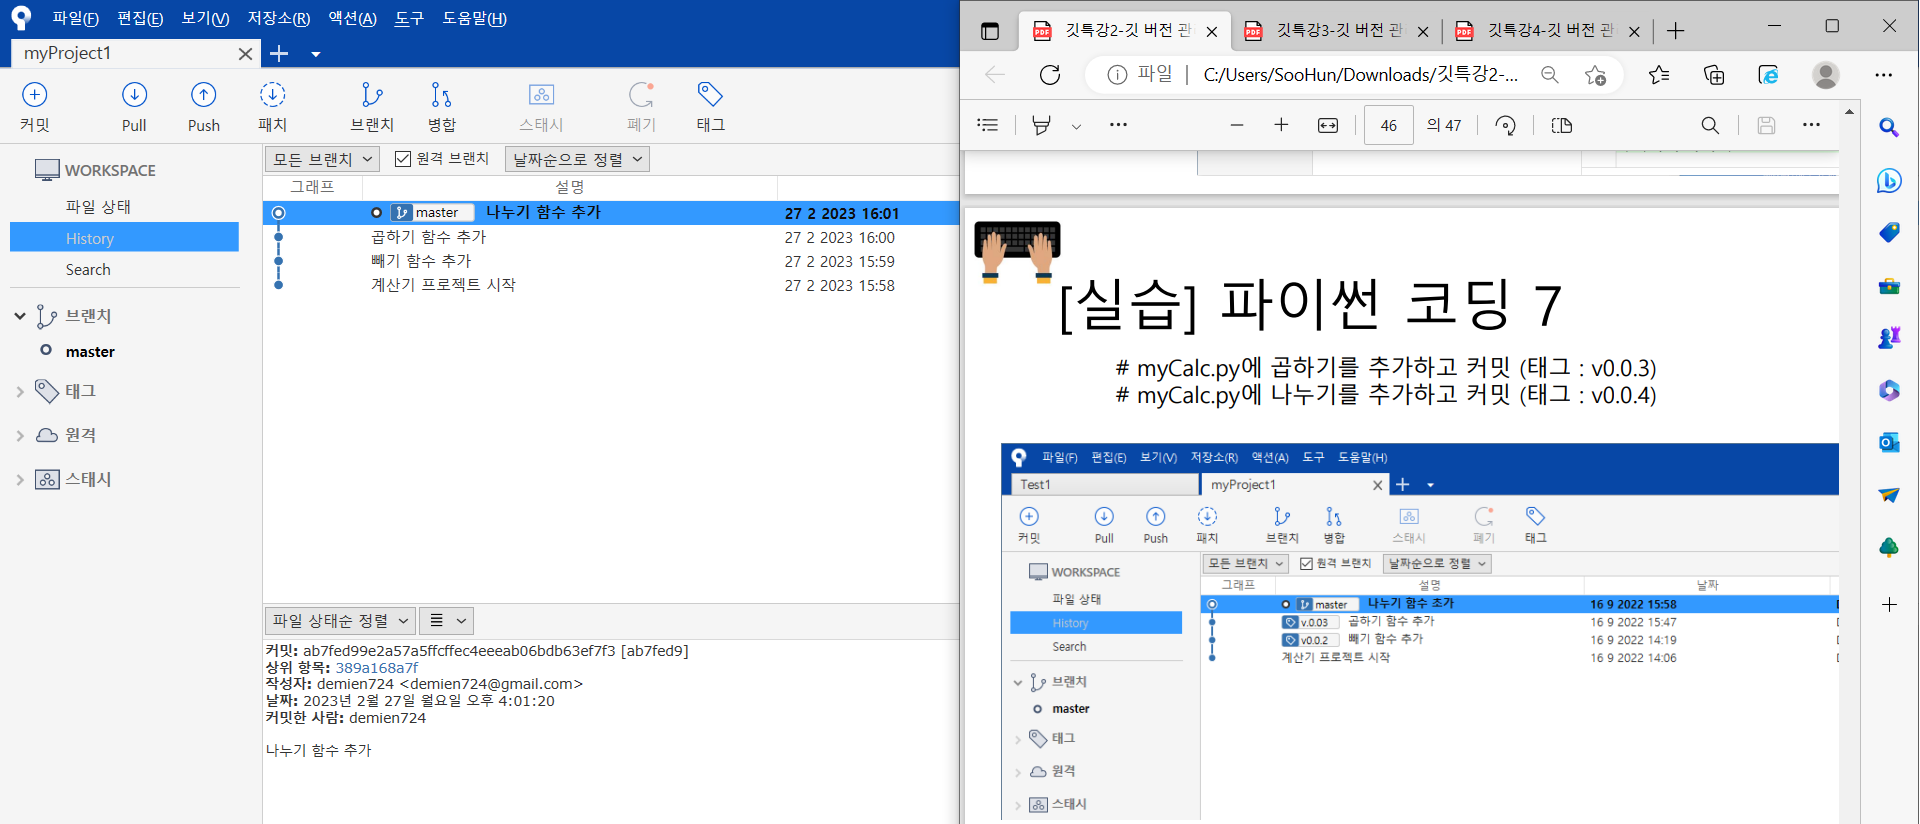 파일(F) 편집(E) 보기(V) 저장소(R) 액션(A) 도구 도움말(H)
myProject1
커밋 Pull Push 패치 브랜치 병합 스태시 폐기 태그
WORKSPACE
파일 상태
History
Search
브랜치
master
태그
원격
스태시
모든 브랜치 원격 브랜치 날짜순으로 정렬
그래프 설명
master 나누기 함수 추가 27 2 2023 16:01
곱하기 함수 추가 27 2 2023 16:00
빼기 함수 추가 27 2 2023 15:59
계산기 프로젝트 시작 27 2 2023 15:58
파일 상태순 정렬
커밋: ab7fed99e2a57a5ffcffec4eeeab06bdb63ef7f3 [ab7fed9]
상위 항목: 389a168a7f
작성자: demien724 <demien724@gmail.com>
날짜: 2023년 2월 27일 월요일 오후 4:01:20
커밋한 사람: demien724
나누기 함수 추가
PDF 깃특강2-깃 버전 관 PDF 깃특강3-깃 버전 관 PDF 깃특강4-깃 버전 관
파일 | C:/Users/SooHun/Downloads/깃특강2-...
46 의 47
[실습] 파이썬 코딩 7
# myCalc.py에 곱하기를 추가하고 커밋 (태그 : v0.0.3)
# myCalc.py에 나누기를 추가하고 커밋 (태그 : v0.0.4)
파일(F) 편집(E) 보기(V) 저장소(R) 액션(A) 도구 도움말(H)
Test1 myProject1
커밋 Pull Push 패치 브랜치 병합 스태시 폐기 태그
WORKSPACE
파일 상태
History
Search
브랜치
master
태그
원격
스태시
모든 브랜치 원격 브랜치 날짜순으로 정렬
그래프 설명 날짜
master 나누기 함수 초가 16 9 2022 15:58
v.0.03 곱하기 함수 추가 16 9 2022 15:47
v0.0.2 빼기 함수 추가 16 9 2022 14:19
계산기 프로젝트 시작 16 9 2022 14:06